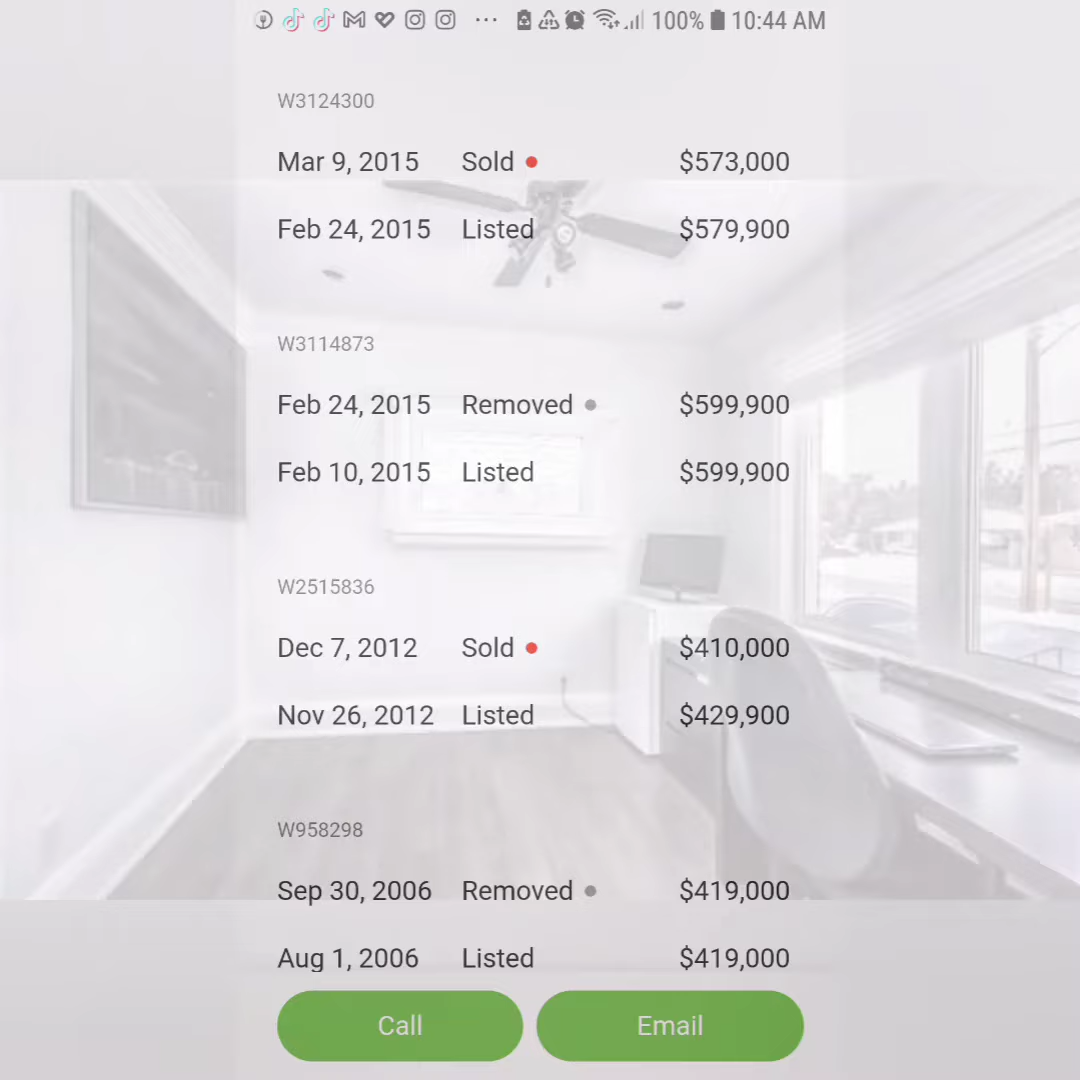 100% 10:44 AM
W3124300
Mar 9, 2015 Sold $573,000
Feb 24, 2015 Listed $579,900
W3114873
Feb 24, 2015 Removed $599,900
Feb 10, 2015 Listed $599,900
W2515836
Dec 7, 2012 Sold $410,000
Nov 26, 2012 Listed $429,900
W958298
Sep 30, 2006 Removed $419,000
Aug 1, 2006 Listed $419,000
Call Email